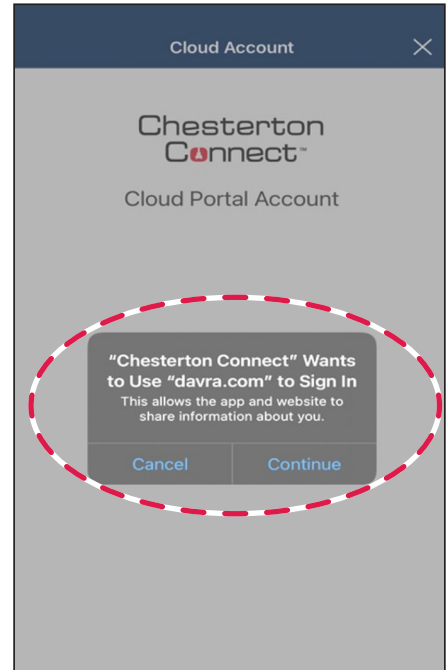 Cloud Account
Chesterton
Connect™
Cloud Portal Account
“Chesterton Connect” Wants
to Use “davra.com” to Sign In
This allows the app and website to
share information about you.
Cancel Continue